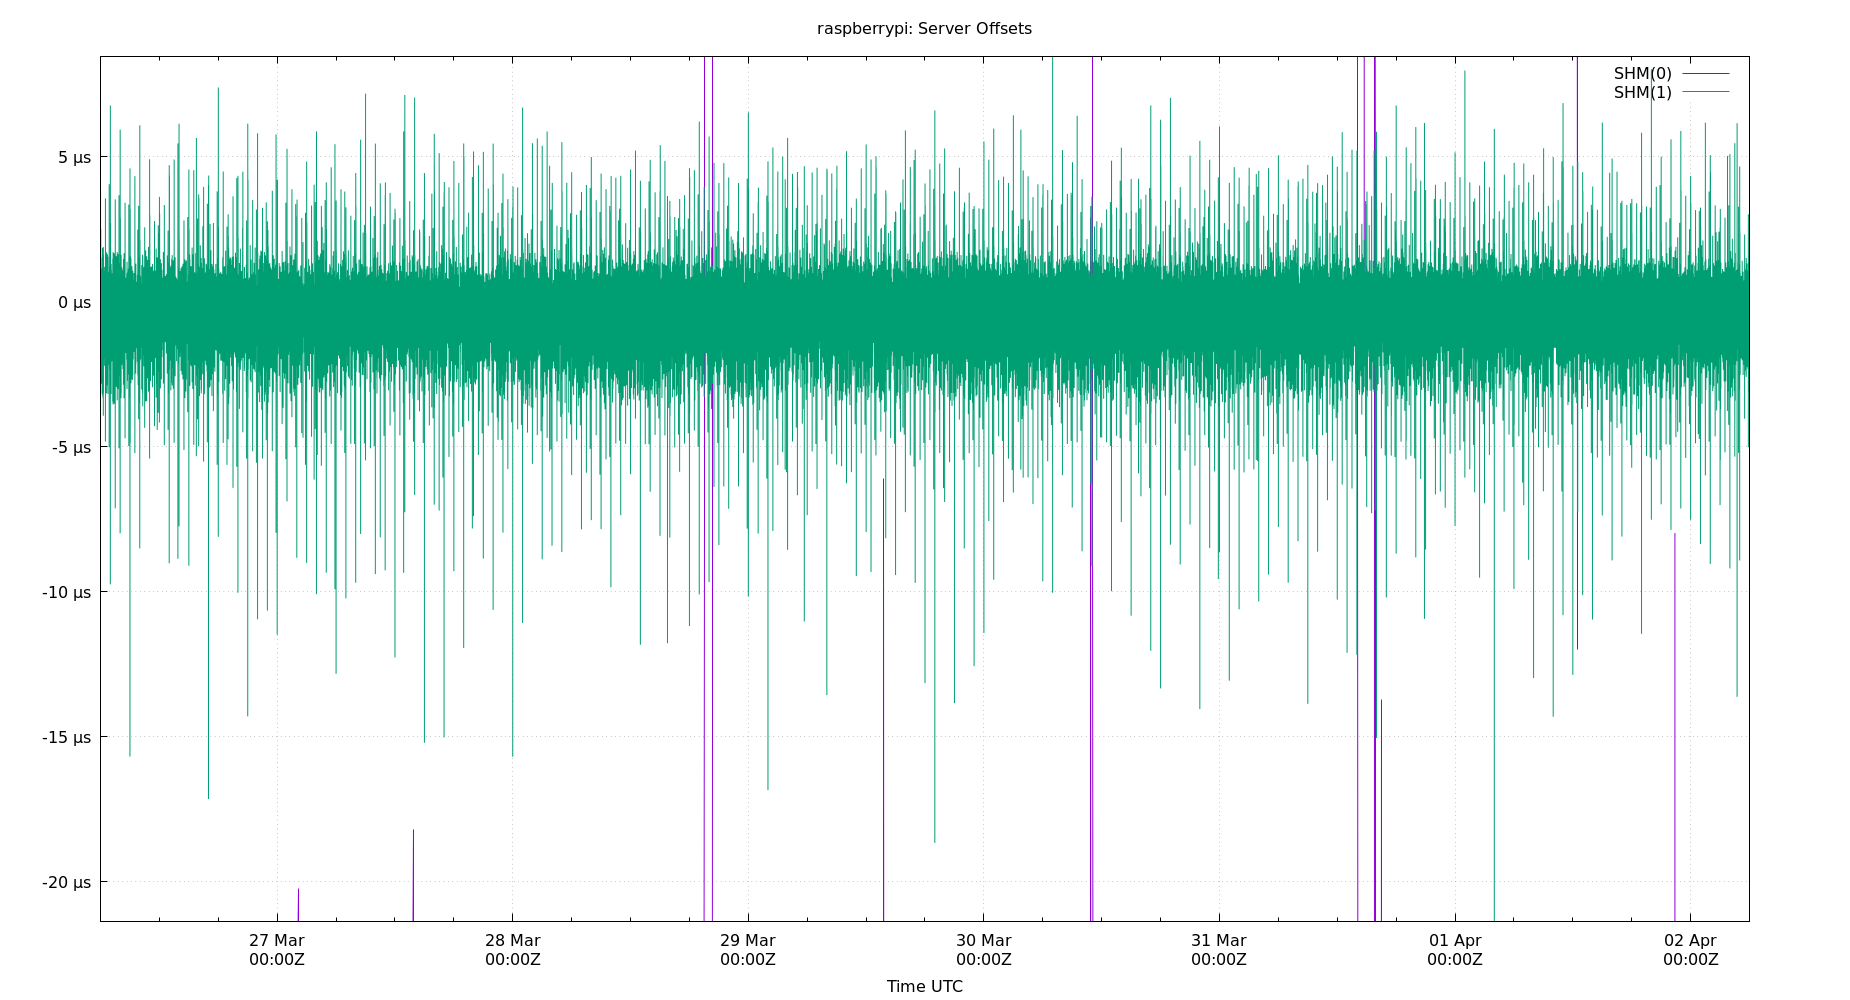 raspberrypi: Server Offsets
SHM(0)
SHM(1)
5 µs
0 µs
-5 µs
-10 µs
-15 µs
-20 µs
27 Mar 28 Mar 29 Mar 30 Mar 31 Mar 01 Apr 02 Apr
00:00Z 00:00Z 00:00Z 00:00Z 00:00Z 00:00Z 00:00Z
Time UTC